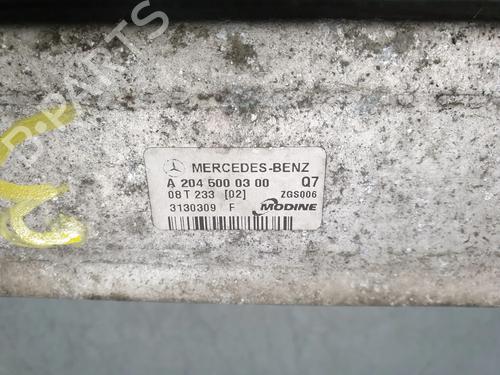 B-PARTS
MERCEDES-BENZ
A 204 500 03 00 Q7
08 T 233 [02] ZGS006
3130309 F MODINE